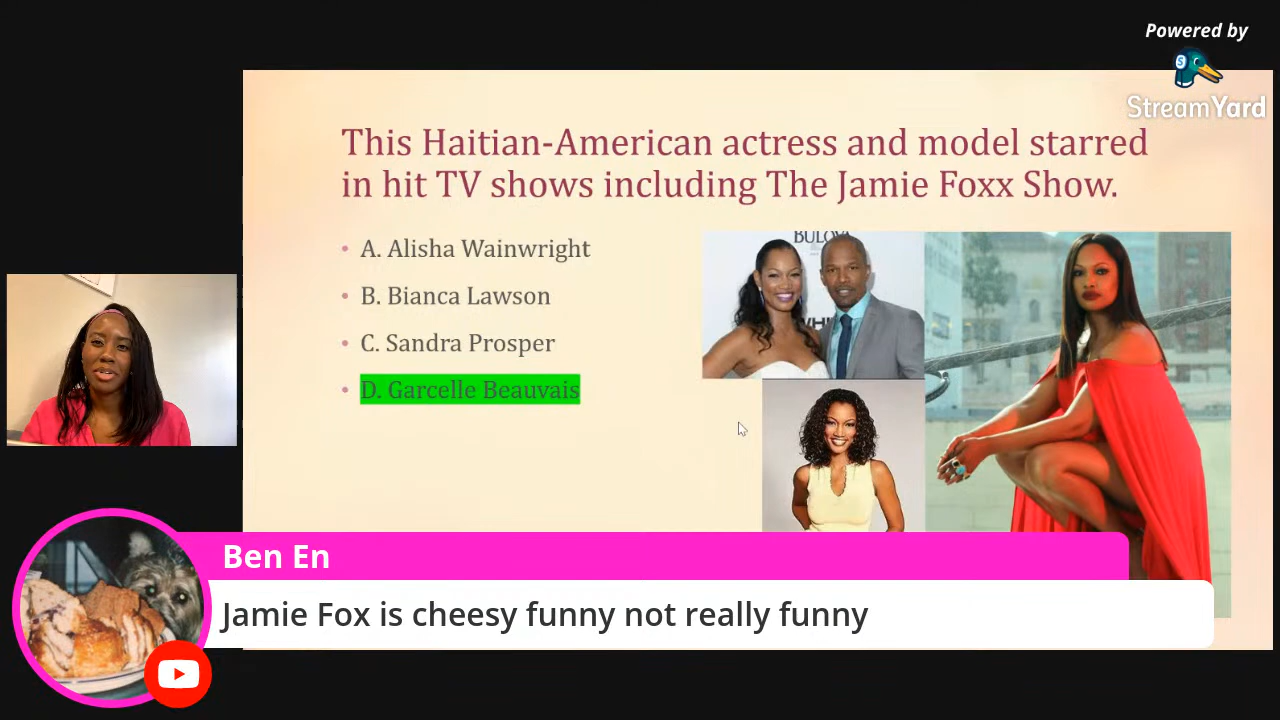 Powered by
StreamYard
This Haitian-American actress and model starred
in hit TV shows including The Jamie Foxx Show.
• A. Alisha Wainwright
• B. Bianca Lawson
• C. Sandra Prosper
• D. Garcelle Beauvais
BULOVA
WHI
Ben En
Jamie Fox is cheesy funny not really funny